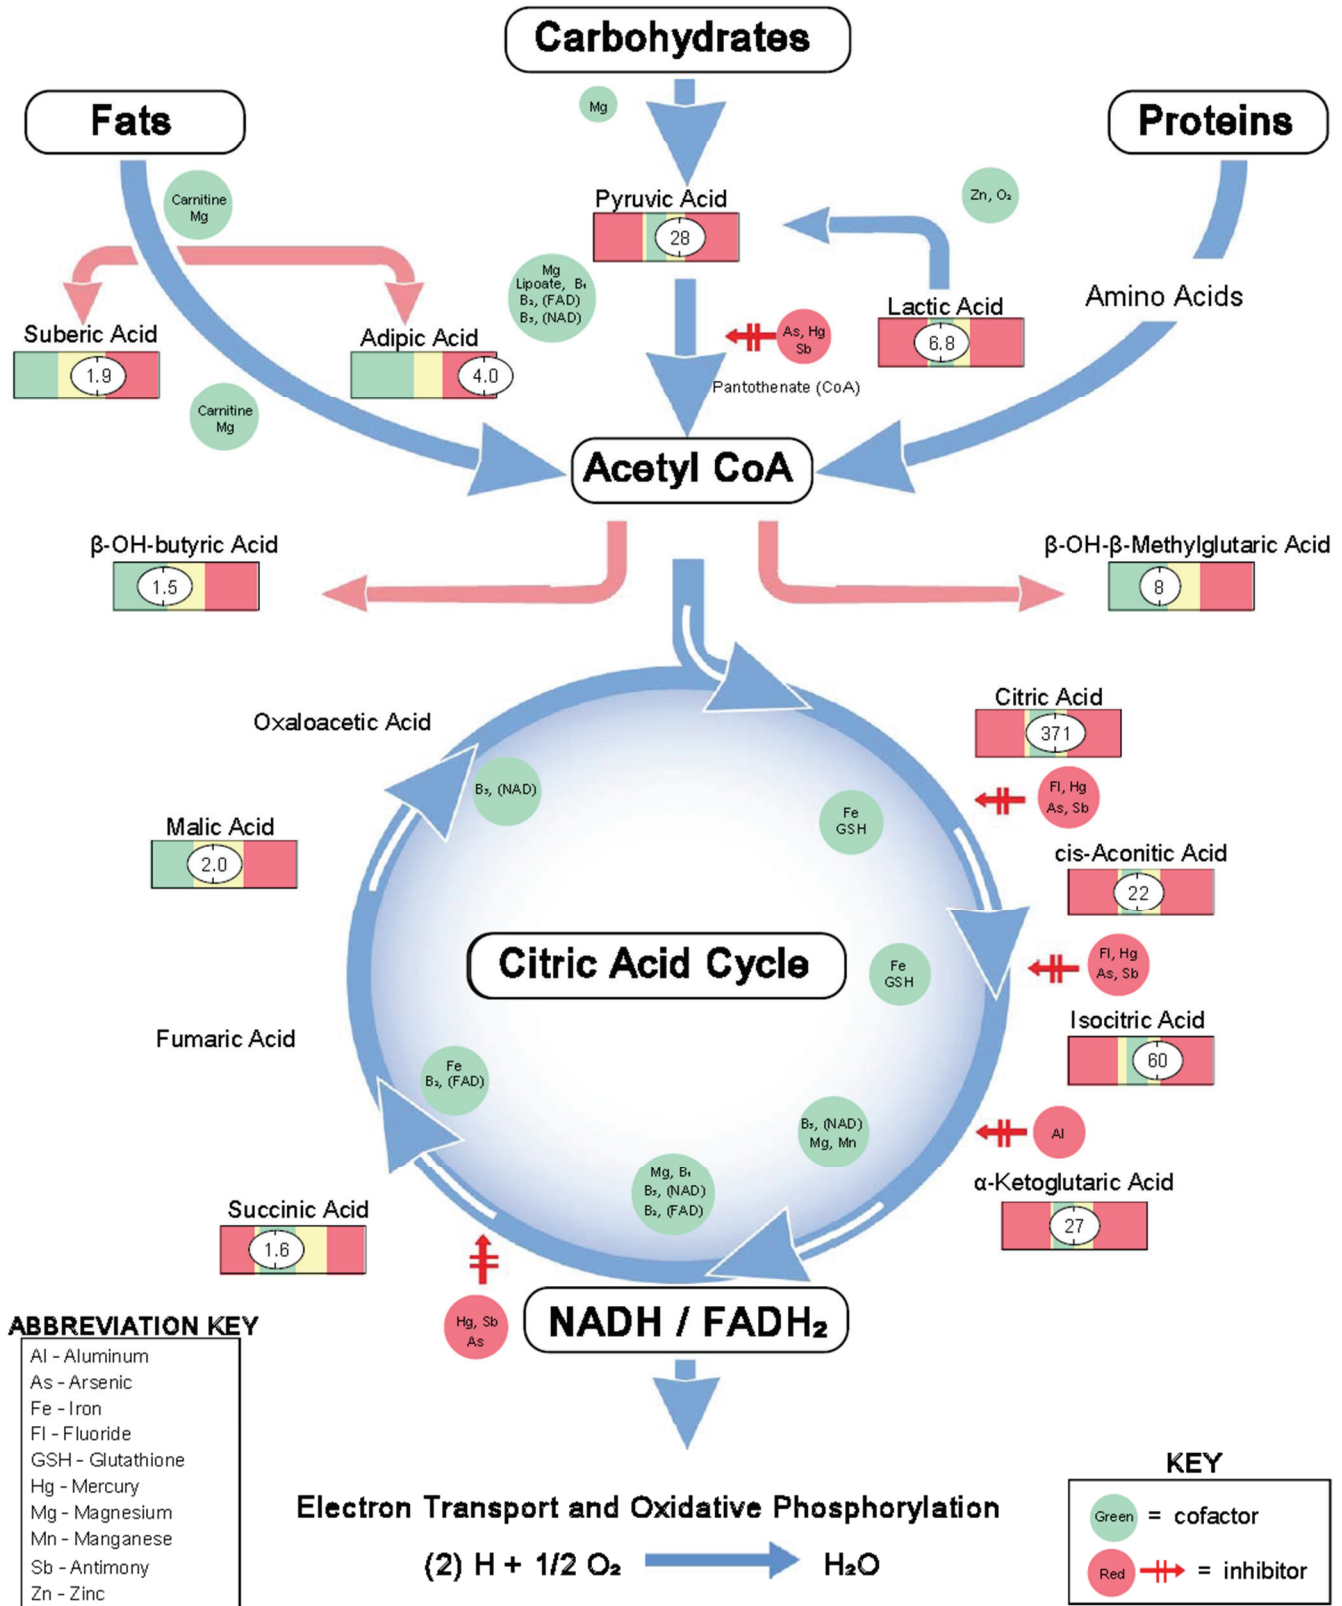 Carbohydrates
Fats
Proteins
Mg
Carnitine
Mg
Pyruvic Acid
28
Zn, O₂
Mg
Lipoate, B₁
B₂, (FAD)
B₃, (NAD)
Amino Acids
Suberic Acid
1.9
Adipic Acid
4.0
As, Hg
Sb
Lactic Acid
6.8
Pantothenate (CoA)
Carnitine
Mg
Acetyl CoA
β-OH-butyric Acid
1.5
β-OH-β-Methylglutaric Acid
8
Oxaloacetic Acid
Citric Acid
371
B₃, (NAD)
Fe
GSH
Fl, Hg
As, Sb
Malic Acid
2.0
cis-Aconitic Acid
22
Citric Acid Cycle
Fe
GSH
Fl, Hg
As, Sb
Fumaric Acid
Isocitric Acid
60
Fe
B₂, (FAD)
B₃, (NAD)
Mg, Mn
Al
Mg, B₁
B₃, (NAD)
B₂, (FAD)
α-Ketoglutaric Acid
27
Succinic Acid
1.6
Hg, Sb
As
NADH / FADH₂
ABBREVIATION KEY
Al - Aluminum
As - Arsenic
Fe - Iron
Fl - Fluoride
GSH - Glutathione
Hg - Mercury
Mg - Magnesium
Mn - Manganese
Sb - Antimony
Zn - Zinc
Electron Transport and Oxidative Phosphorylation
(2) H + 1/2 O₂ H₂O
KEY
Green = cofactor
Red = inhibitor